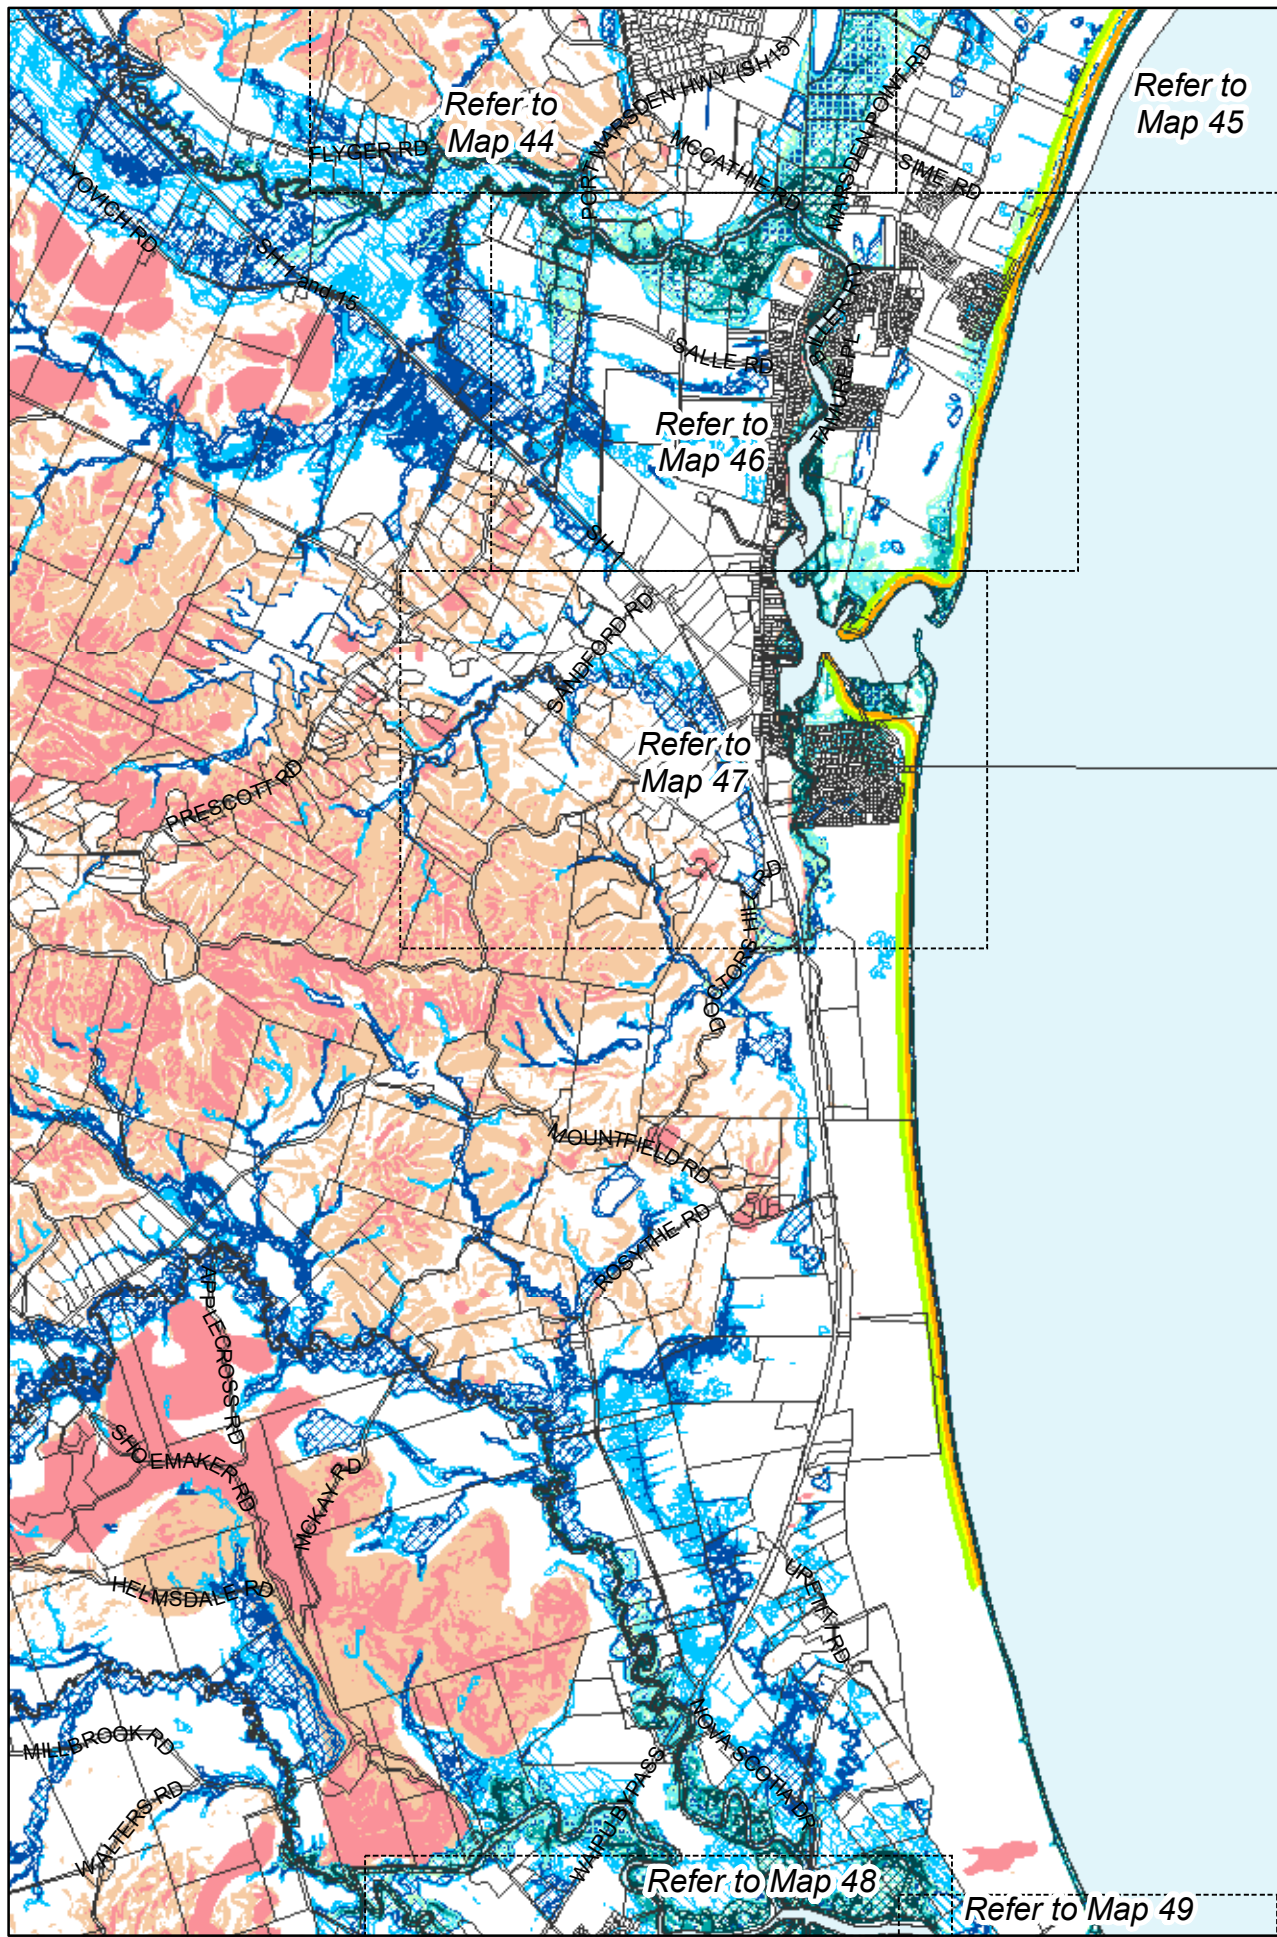 Refer to
Map 45
Refer to
Map 44
PORT MARSDEN HWY (SH15)
MARSDEN POINT RD
FLYGER RD
MCCATHIE RD
SIME RD
YOVICH RD
SH 1 and 15
BILLER RD
SALLE RD
TAMURE PL
Refer to
Map 46
SH 1
SANDFORD RD
Refer to
Map 47
PRESCOTT RD
DOCTORS HILL RD
MOUNTFIELD RD
ROSYTHE RD
APPLECROSS RD
SHOEMAKER RD
MCKAY RD
HELMSDALE RD
URETITI RD
MILLBROOK RD
NOVA SCOTIA DR
WALTERS RD
WAIPU BYPASS
Refer to Map 48
Refer to Map 49